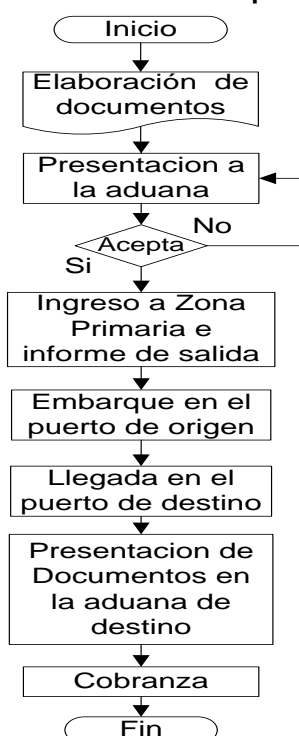 Inicio
Elaboración de
documentos
Presentacion a
la aduana
No
Acepta
Si
Ingreso a Zona
Primaria e
informe de salida
Embarque en el
puerto de origen
Llegada en el
puerto de destino
Presentacion de
Documentos en
la aduana de
destino
Cobranza
Fin